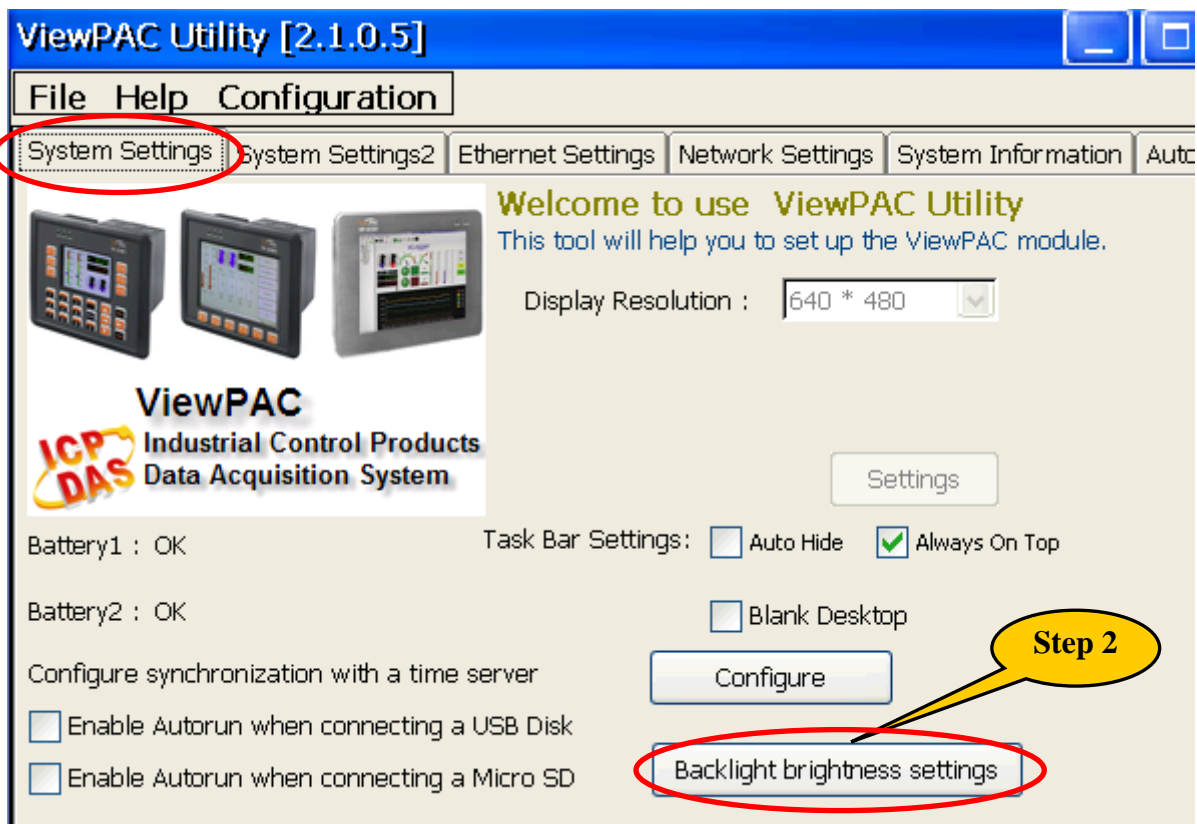 ViewPAC Utility [2.1.0.5]
File Help Configuration
System Settings System Settings2 Ethernet Settings Network Settings System Information Auto
Welcome to use ViewPAC Utility
This tool will help you to set up the ViewPAC module.
Display Resolution : 640 * 480
ViewPAC
ICP DAS
Industrial Control Products
Data Acquisition System
Settings
Battery1 : OK
Task Bar Settings: Auto Hide Always On Top
Battery2 : OK
Blank Desktop
Step 2
Configure synchronization with a time server Configure
Enable Autorun when connecting a USB Disk
Enable Autorun when connecting a Micro SD
Backlight brightness settings